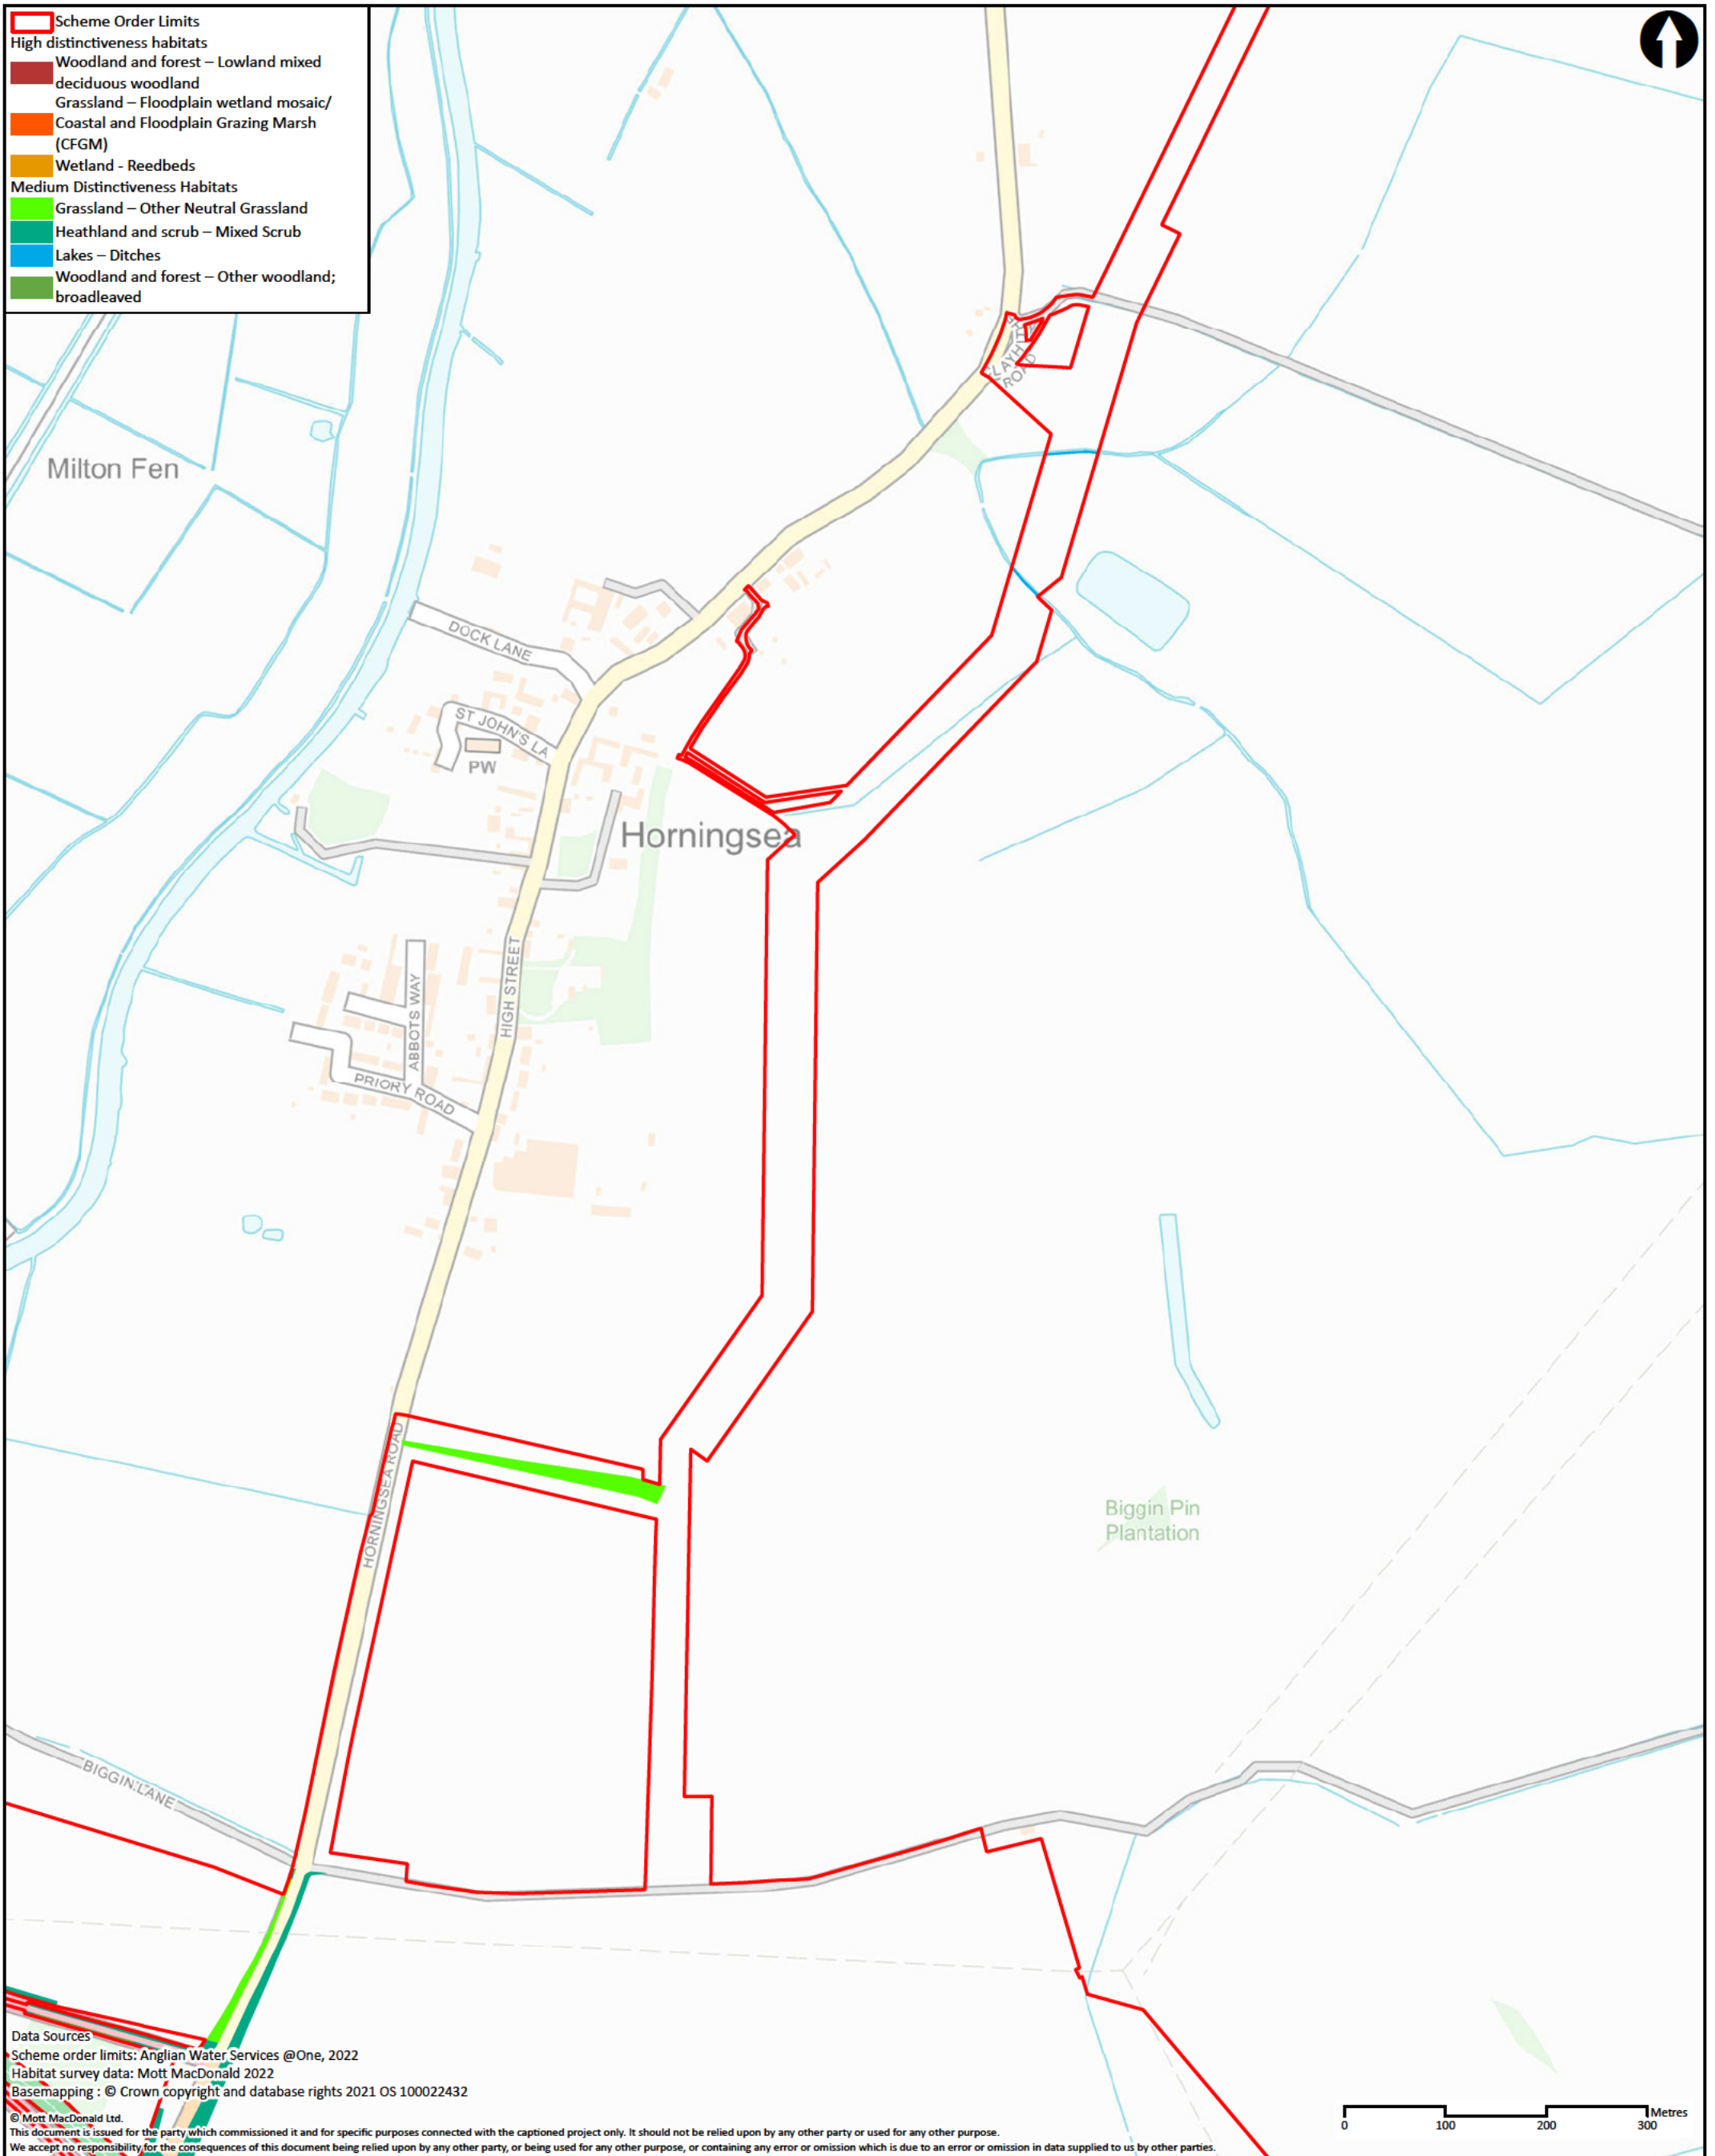 Scheme Order Limits
High distinctiveness habitats
Woodland and forest – Lowland mixed
deciduous woodland
Grassland – Floodplain wetland mosaic/
Coastal and Floodplain Grazing Marsh
(CFGM)
Wetland - Reedbeds
Medium Distinctiveness Habitats
Grassland – Other Neutral Grassland
Heathland and scrub – Mixed Scrub
Lakes – Ditches
Woodland and forest – Other woodland;
broadleaved
ROAD
Milton Fen
DOCK LANE
ST JOHN'S LA
PW
Horningsea
HIGH STREET
ABBOTS WAY
PRIORY ROAD
HORNINGSEA ROAD
Biggin Pin
Plantation
BIGGIN LANE
Data Sources
Scheme order limits: Anglian Water Services @One, 2022
Habitat survey data: Mott MacDonald 2022
Basemapping : © Crown copyright and database rights 2021 OS 100022432
© Mott MacDonald Ltd.
This document is issued for the party which commissioned it and for specific purposes connected with the captioned project only. It should not be relied upon by any other party or used for any other purpose.
We accept no responsibility for the consequences of this document being relied upon by any other party, or being used for any other purpose, or containing any error or omission which is due to an error or omission in data supplied to us by other parties.
Metres
0 100 200 300